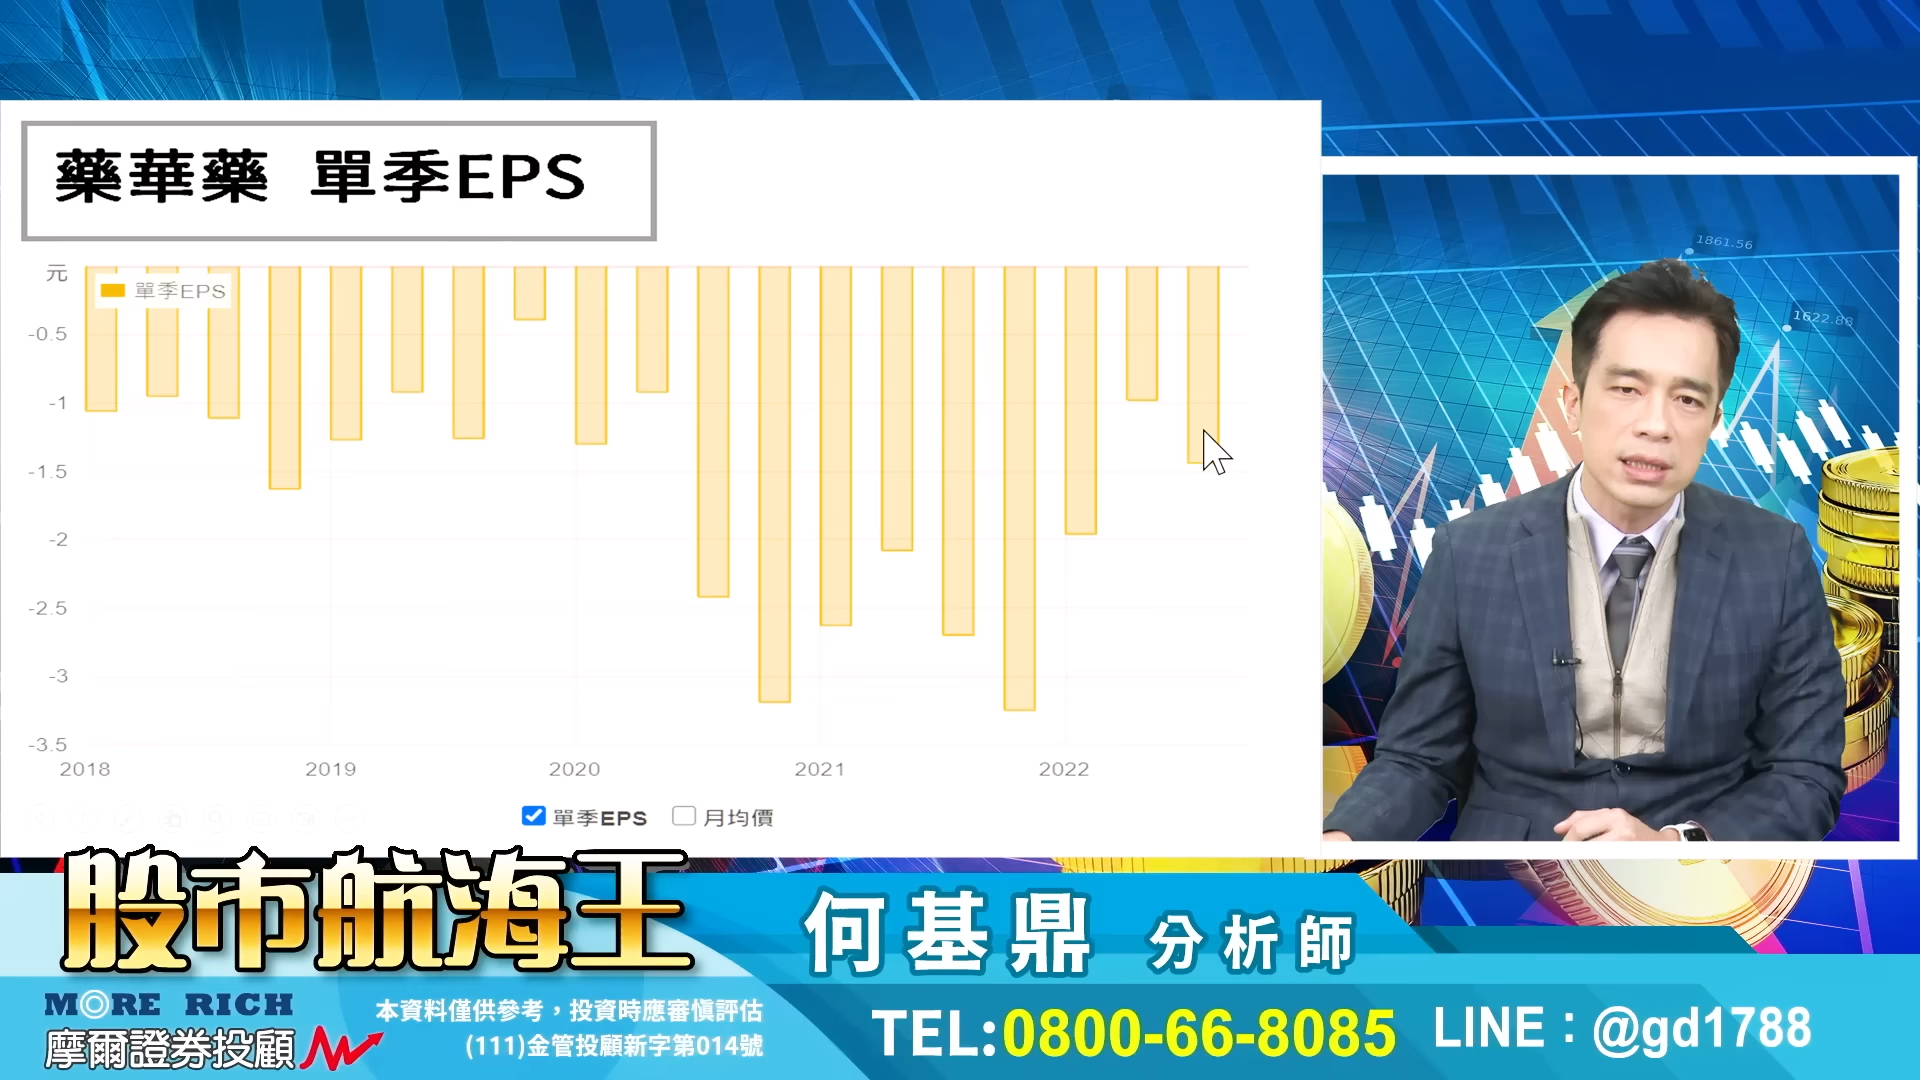 藥華藥 單季EPS
元
單季EPS
-0.5
-1
-1.5
-2
-2.5
-3
-3.5
2018 2019 2020 2021 2022
單季EPS 月均價
1861.56
1622.88
股市航海王
何基鼎 分析師
MORE RICH
摩爾證券投顧
本資料僅供參考，投資時應審慎評估
(111)金管投顧新字第014號
TEL:0800-66-8085
LINE：@gd1788